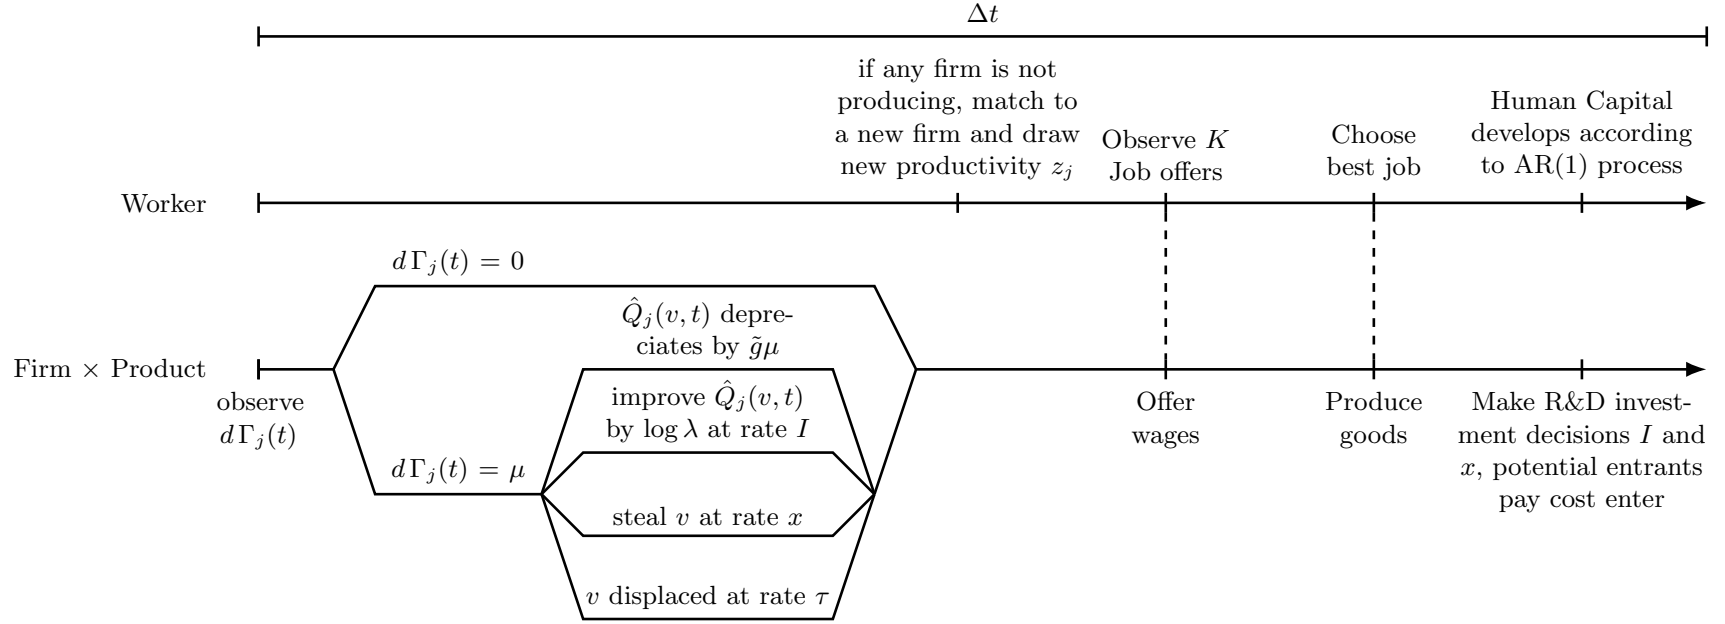 Δt
if any firm is not
producing, match to
a new firm and draw
new productivity z_j
Observe K
Job offers
Choose
best job
Human Capital
develops according
to AR(1) process
Worker
dΓ_j(t) = 0
Q̂_j(v, t) depre-
ciates by g̃μ
Firm × Product
observe
dΓ_j(t)
improve Q̂_j(v, t)
by log λ at rate I
dΓ_j(t) = μ
steal v at rate x
v displaced at rate τ
Offer
wages
Produce
goods
Make R&D invest-
ment decisions I and
x, potential entrants
pay cost enter